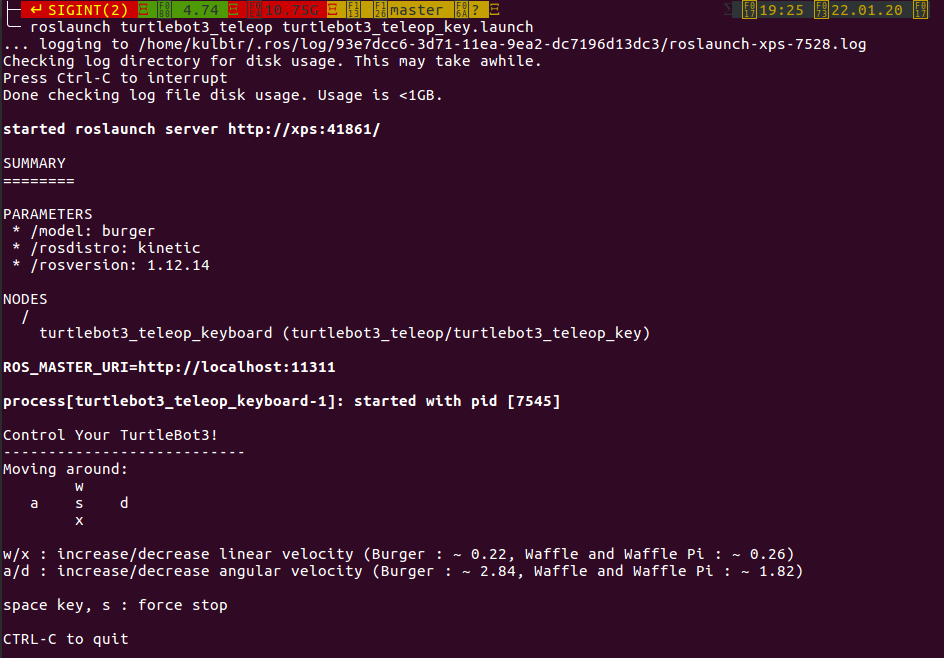 ↵ SIGINT(2) 4.74 10.75G master ? 19:25 22.01.20
roslaunch turtlebot3_teleop turtlebot3_teleop_key.launch
... logging to /home/kulbir/.ros/log/93e7dcc6-3d71-11ea-9ea2-dc7196d13dc3/roslaunch-xps-7528.log
Checking log directory for disk usage. This may take awhile.
Press Ctrl-C to interrupt
Done checking log file disk usage. Usage is <1GB.
started roslaunch server http://xps:41861/
SUMMARY
========
PARAMETERS
* /model: burger
* /rosdistro: kinetic
* /rosversion: 1.12.14
NODES
/
turtlebot3_teleop_keyboard (turtlebot3_teleop/turtlebot3_teleop_key)
ROS_MASTER_URI=http://localhost:11311
process[turtlebot3_teleop_keyboard-1]: started with pid [7545]
Control Your TurtleBot3!
---------------------------
Moving around:
w
a s d
x
w/x : increase/decrease linear velocity (Burger : ~ 0.22, Waffle and Waffle Pi : ~ 0.26)
a/d : increase/decrease angular velocity (Burger : ~ 2.84, Waffle and Waffle Pi : ~ 1.82)
space key, s : force stop
CTRL-C to quit